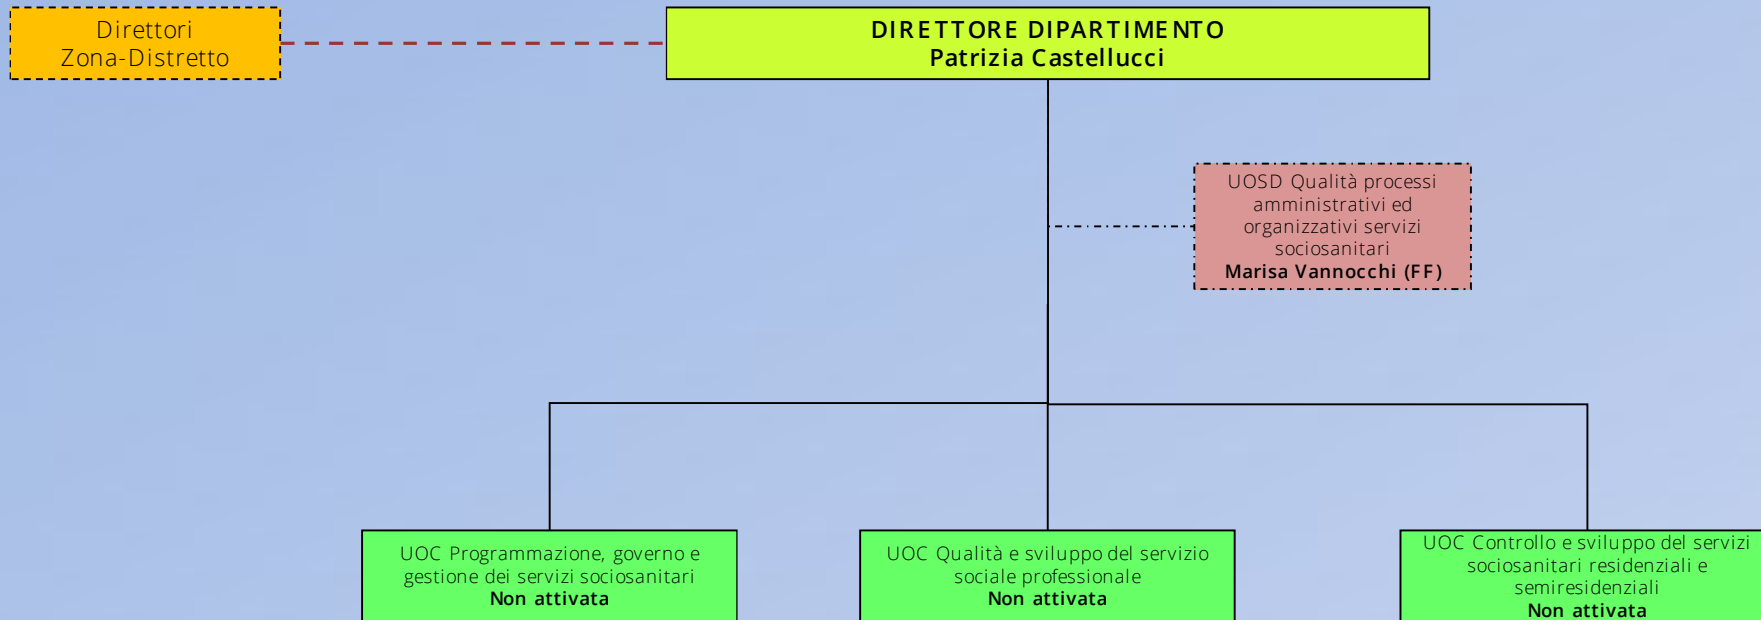 Direttori
Zona-Distretto
DIRETTORE DIPARTIMENTO
Patrizia Castellucci
UOSD Qualità processi
amministrativi ed
organizzativi servizi
sociosanitari
Marisa Vannocchi (FF)
UOC Programmazione, governo e
gestione dei servizi sociosanitari
Non attivata
UOC Qualità e sviluppo del servizio
sociale professionale
Non attivata
UOC Controllo e sviluppo del servizi
sociosanitari residenziali e
semiresidenziali
Non attivata